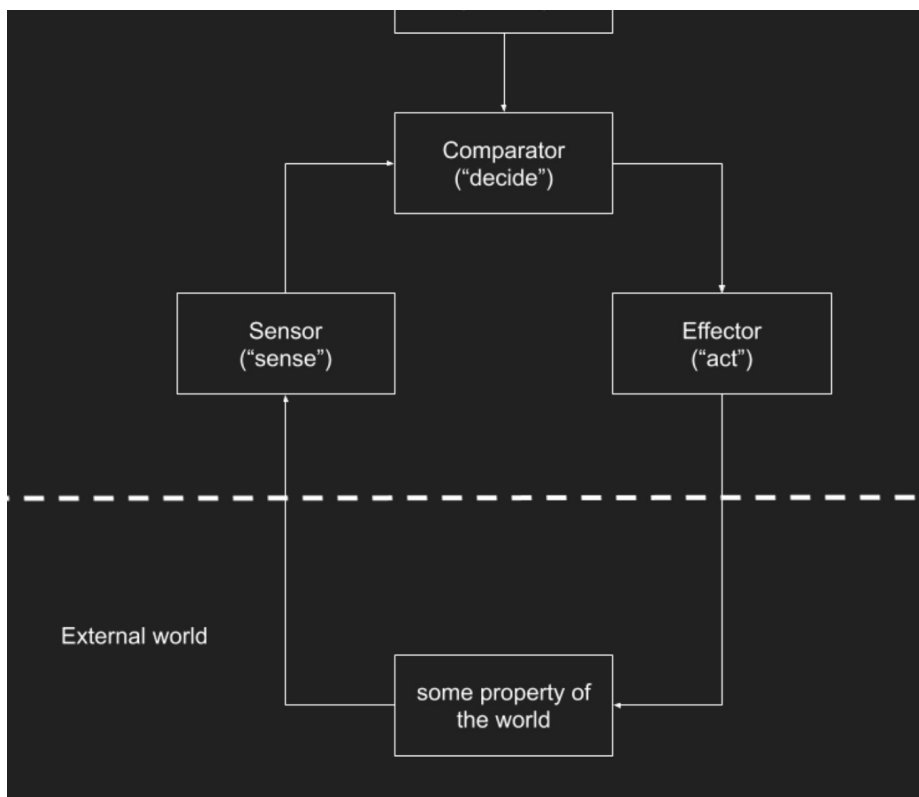 Comparator
(“decide”)
Sensor
(“sense”)
Effector
(“act”)
External world
some property of
the world